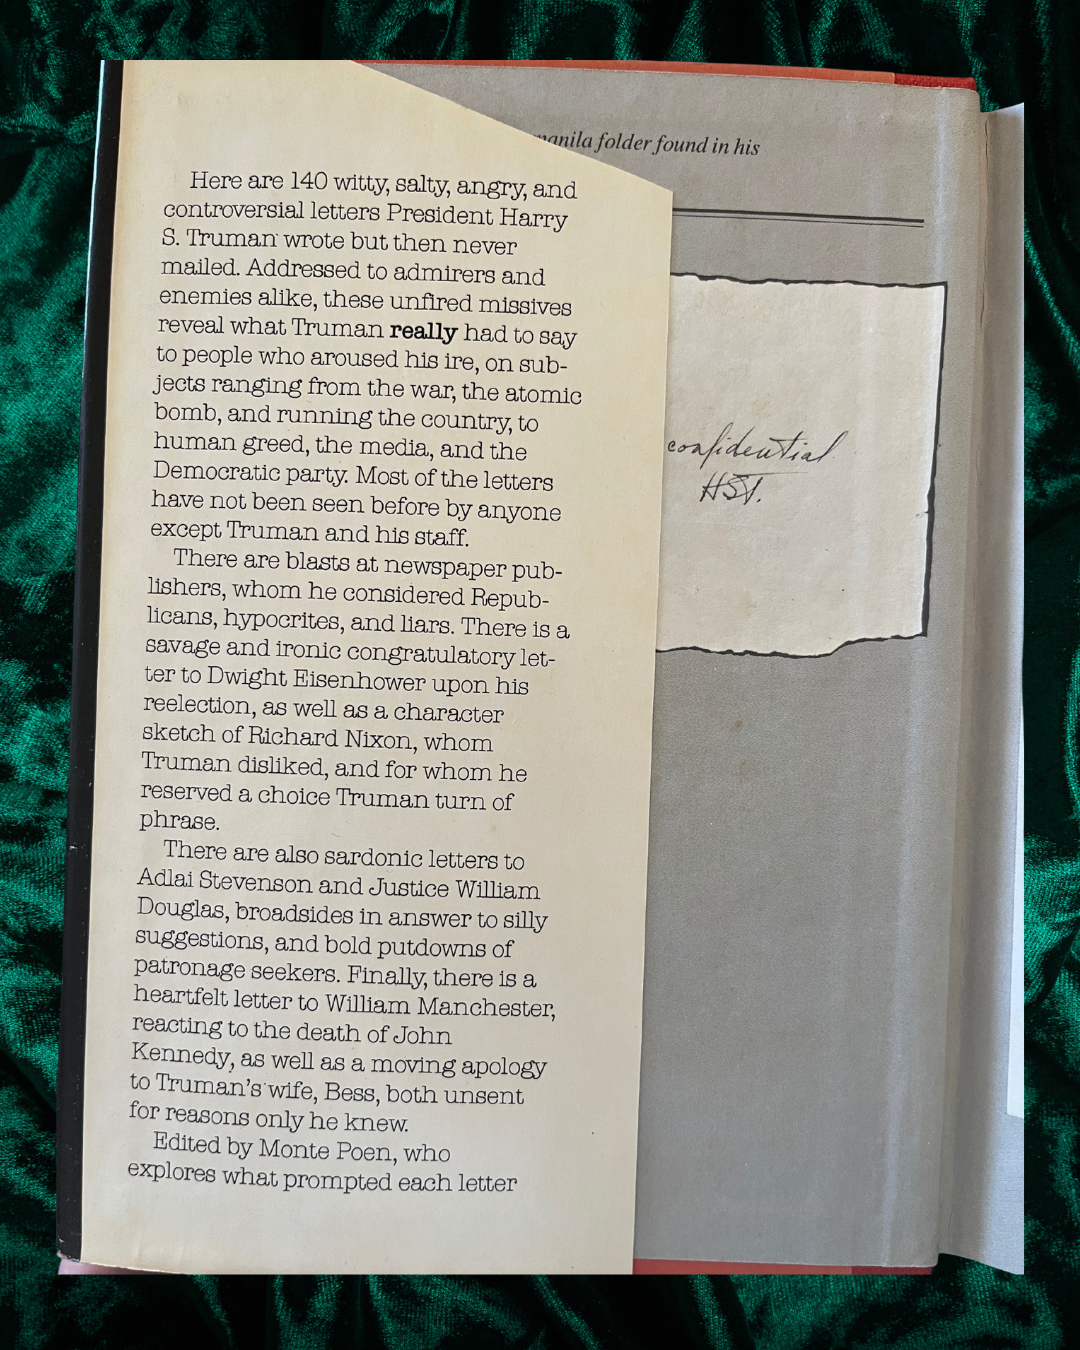 manila folder found in his
Here are 140 witty, salty, angry, and
controversial letters President Harry
S. Truman wrote but then never
mailed. Addressed to admirers and
enemies alike, these unfired missives
reveal what Truman really had to say
to people who aroused his ire, on sub-
jects ranging from the war, the atomic
bomb, and running the country, to
human greed, the media, and the
Democratic party. Most of the letters
have not been seen before by anyone
except Truman and his staff.
There are blasts at newspaper pub-
lishers, whom he considered Repub-
licans, hypocrites, and liars. There is a
savage and ironic congratulatory let-
ter to Dwight Eisenhower upon his
reelection, as well as a character
sketch of Richard Nixon, whom
Truman disliked, and for whom he
reserved a choice Truman turn of
phrase.
There are also sardonic letters to
Adlai Stevenson and Justice William
Douglas, broadsides in answer to silly
suggestions, and bold putdowns of
patronage seekers. Finally, there is a
heartfelt letter to William Manchester,
reacting to the death of John
Kennedy, as well as a moving apology
to Truman's wife, Bess, both unsent
for reasons only he knew.
Edited by Monte Poen, who
explores what prompted each letter
confidential
HST.